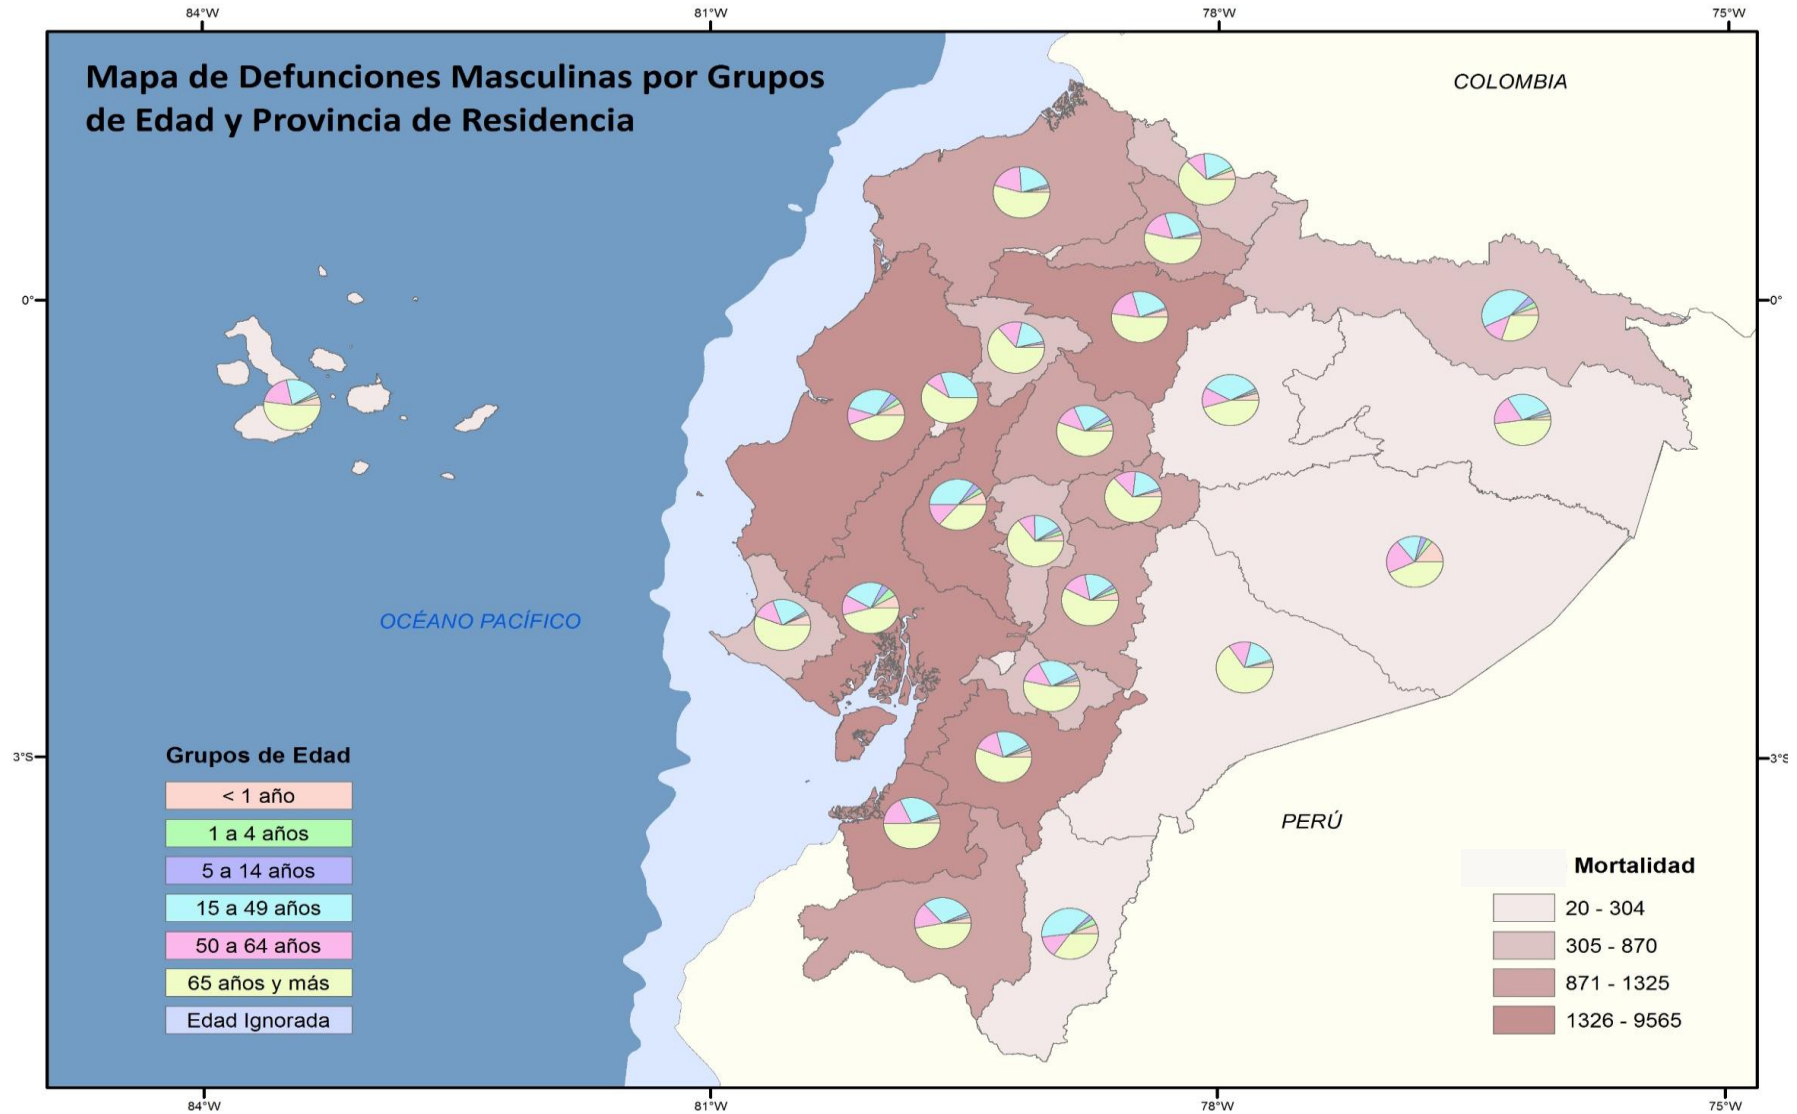 84°W 81°W 78°W 75°W
Mapa de Defunciones Masculinas por Grupos
de Edad y Provincia de Residencia
COLOMBIA
0° 0°
OCÉANO PACÍFICO
3°S 3°S
PERÚ
Grupos de Edad
< 1 año
1 a 4 años
5 a 14 años
15 a 49 años
50 a 64 años
65 años y más
Edad Ignorada
Mortalidad
20 - 304
305 - 870
871 - 1325
1326 - 9565
84°W 81°W 78°W 75°W